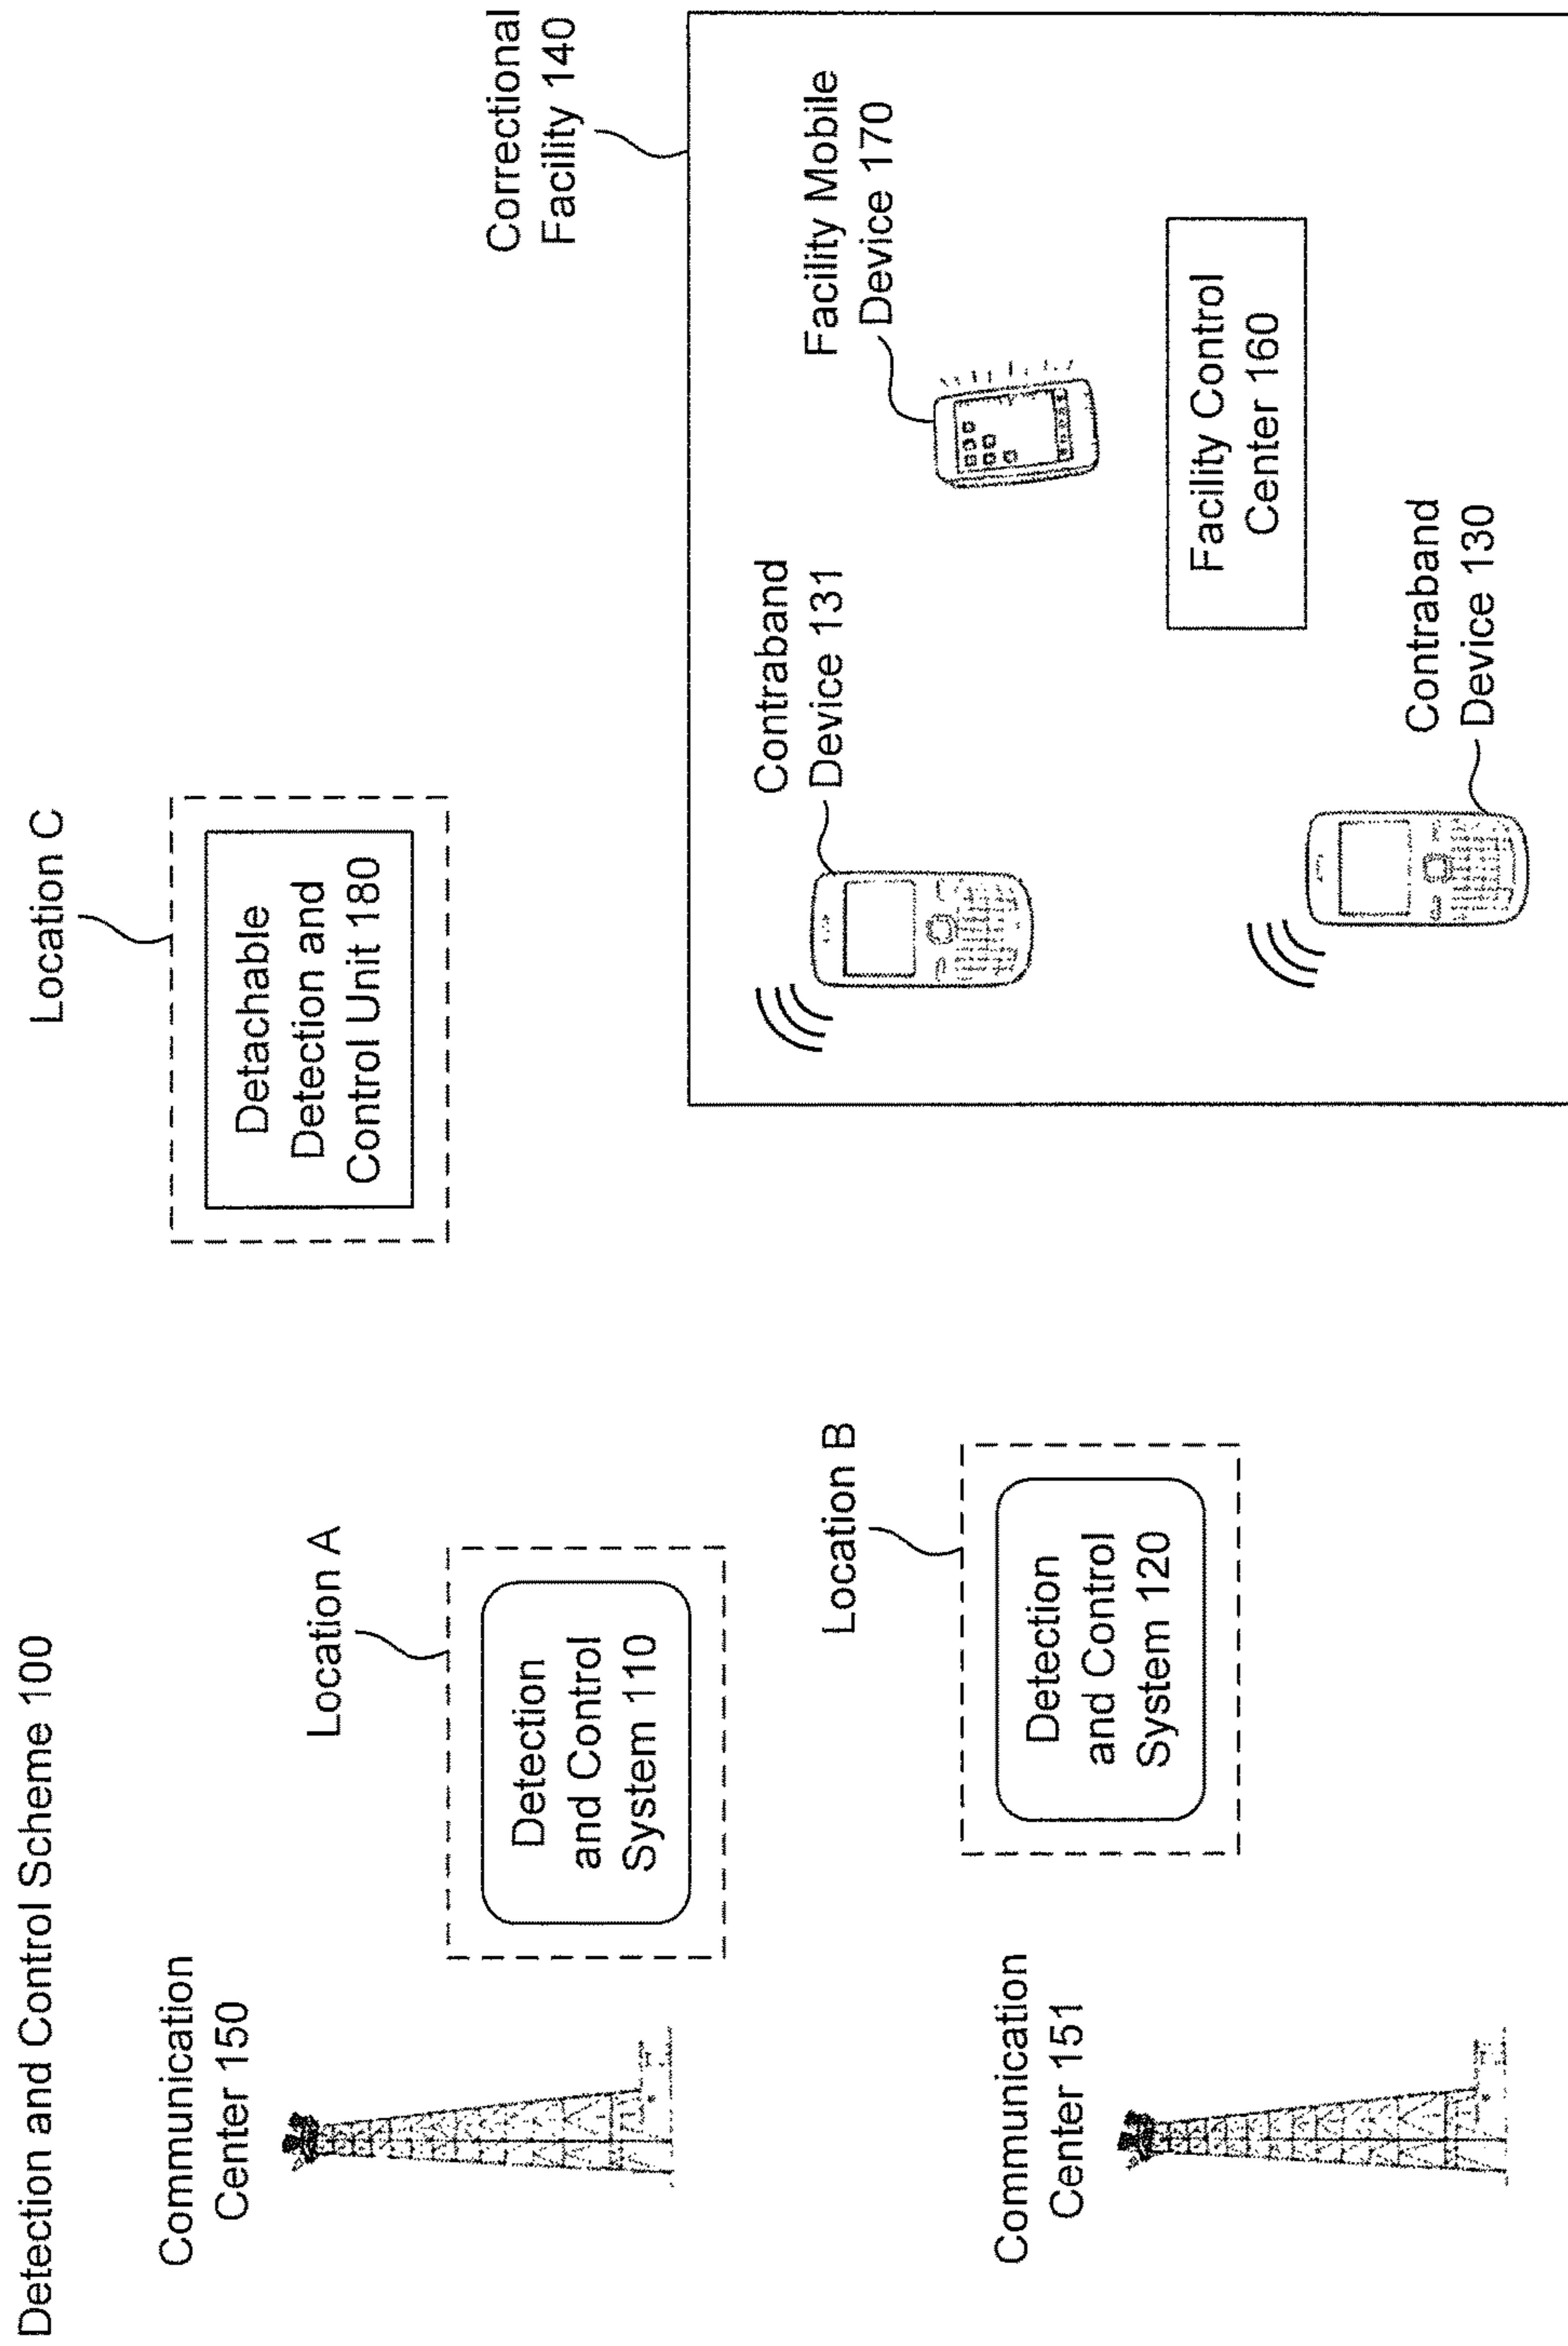 Detection and Control Scheme 100
Communication
Center 150
Location A
Detection
and Control
System 110
Location C
Detachable
Detection and
Control Unit 180
Communication
Center 151
Location B
Detection
and Control
System 120
Correctional
Facility 140
Contraband
Device 131
Facility Mobile
Device 170
Facility Control
Center 160
Contraband
Device 130